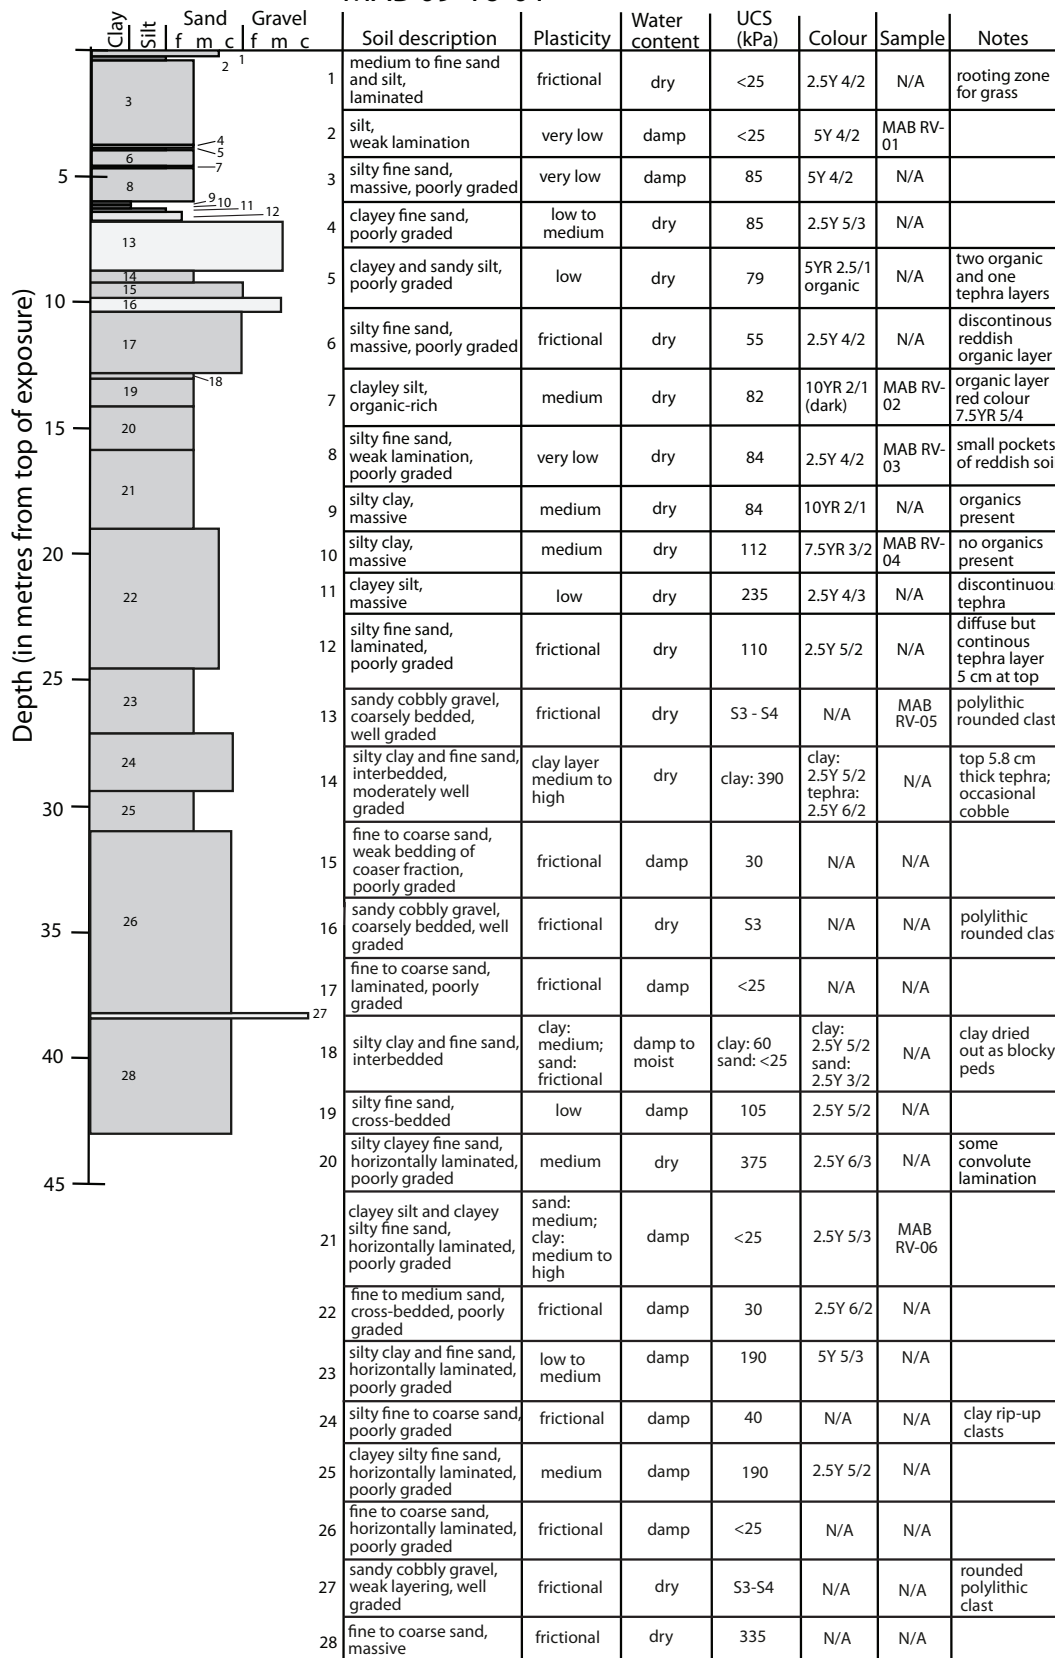 Clay Silt Sand Gravel
f m c f m c
Soil description Plasticity Water content UCS (kPa) Colour Sample Notes
Depth (in metres from top of exposure)
5
10
15
20
25
30
35
40
45
1
2
3
4
5
6
7
8
9
10
11
12
13
14
15
16
17
18
19
20
21
22
23
24
25
26
27
28
1 medium to fine sand and silt, laminated frictional dry <25 2.5Y 4/2 N/A rooting zone for grass
2 silt, weak lamination very low damp <25 5Y 4/2 MAB RV-01
3 silty fine sand, massive, poorly graded very low damp 85 5Y 4/2 N/A
4 clayey fine sand, poorly graded low to medium dry 85 2.5Y 5/3 N/A
5 clayey and sandy silt, poorly graded low dry 79 5YR 2.5/1 organic N/A two organic and one tephra layers
6 silty fine sand, massive, poorly graded frictional dry 55 2.5Y 4/2 N/A discontinous reddish organic layer
7 clayley silt, organic-rich medium dry 82 10YR 2/1 (dark) MAB RV-02 organic layer red colour 7.5YR 5/4
8 silty fine sand, weak lamination, poorly graded very low dry 84 2.5Y 4/2 MAB RV-03 small pockets of reddish soi
9 silty clay, massive medium dry 84 10YR 2/1 N/A organics present
10 silty clay, massive medium dry 112 7.5YR 3/2 MAB RV-04 no organics present
11 clayey silt, massive low dry 235 2.5Y 4/3 N/A discontinuous tephra
12 silty fine sand, laminated, poorly graded frictional dry 110 2.5Y 5/2 N/A diffuse but continous tephra layer 5 cm at top
13 sandy cobbly gravel, coarsely bedded, well graded frictional dry S3 - S4 N/A MAB RV-05 polylithic rounded clast
14 silty clay and fine sand, interbedded, moderately well graded clay layer medium to high dry clay: 390 clay: 2.5Y 5/2 tephra: 2.5Y 6/2 N/A top 5.8 cm thick tephra; occasional cobble
15 fine to coarse sand, weak bedding of coaser fraction, poorly graded frictional damp 30 N/A N/A
16 sandy cobbly gravel, coarsely bedded, well graded frictional dry S3 N/A N/A polylithic rounded clast
17 fine to coarse sand, laminated, poorly graded frictional damp <25 N/A N/A
18 silty clay and fine sand, interbedded clay: medium; sand: frictional damp to moist clay: 60 sand: <25 clay: 2.5Y 5/2 sand: 2.5Y 3/2 N/A clay dried out as blocky peds
19 silty fine sand, cross-bedded low damp 105 2.5Y 5/2 N/A
20 silty clayey fine sand, horizontally laminated, poorly graded medium dry 375 2.5Y 6/3 N/A some convolute lamination
21 clayey silt and clayey silty fine sand, horizontally laminated, poorly graded sand: medium; clay: medium to high damp <25 2.5Y 5/3 MAB RV-06
22 fine to medium sand, cross-bedded, poorly graded frictional damp 30 2.5Y 6/2 N/A
23 silty clay and fine sand, horizontally laminated, poorly graded low to medium damp 190 5Y 5/3 N/A
24 silty fine to coarse sand, poorly graded frictional damp 40 N/A N/A clay rip-up clasts
25 clayey silty fine sand, horizontally laminated, poorly graded medium damp 190 2.5Y 5/2 N/A
26 fine to coarse sand, horizontally laminated, poorly graded frictional damp <25 N/A N/A
27 sandy cobbly gravel, weak layering, well graded frictional dry S3-S4 N/A N/A rounded polylithic clast
28 fine to coarse sand, massive frictional dry 335 N/A N/A